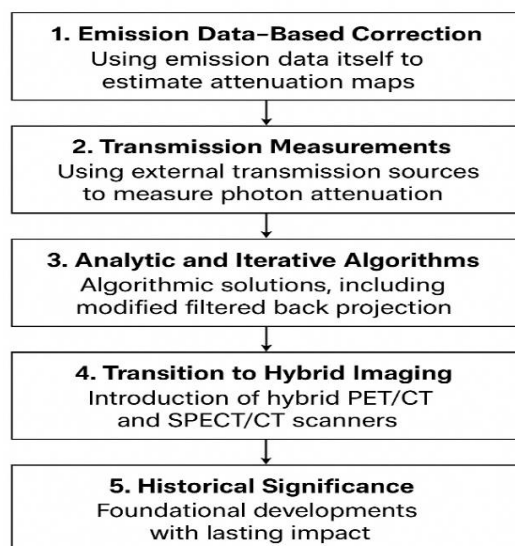 1. Emission Data–Based Correction
Using emission data itself to
estimate attenuation maps
2. Transmission Measurements
Using external transmission sources
to measure photon attenuation
3. Analytic and Iterative Algorithms
Algorithmic solutions, including
modified filtered back projection
4. Transition to Hybrid Imaging
Introduction of hybrid PET/CT
and SPECT/CT scanners
5. Historical Significance
Foundational developments
with lasting impact